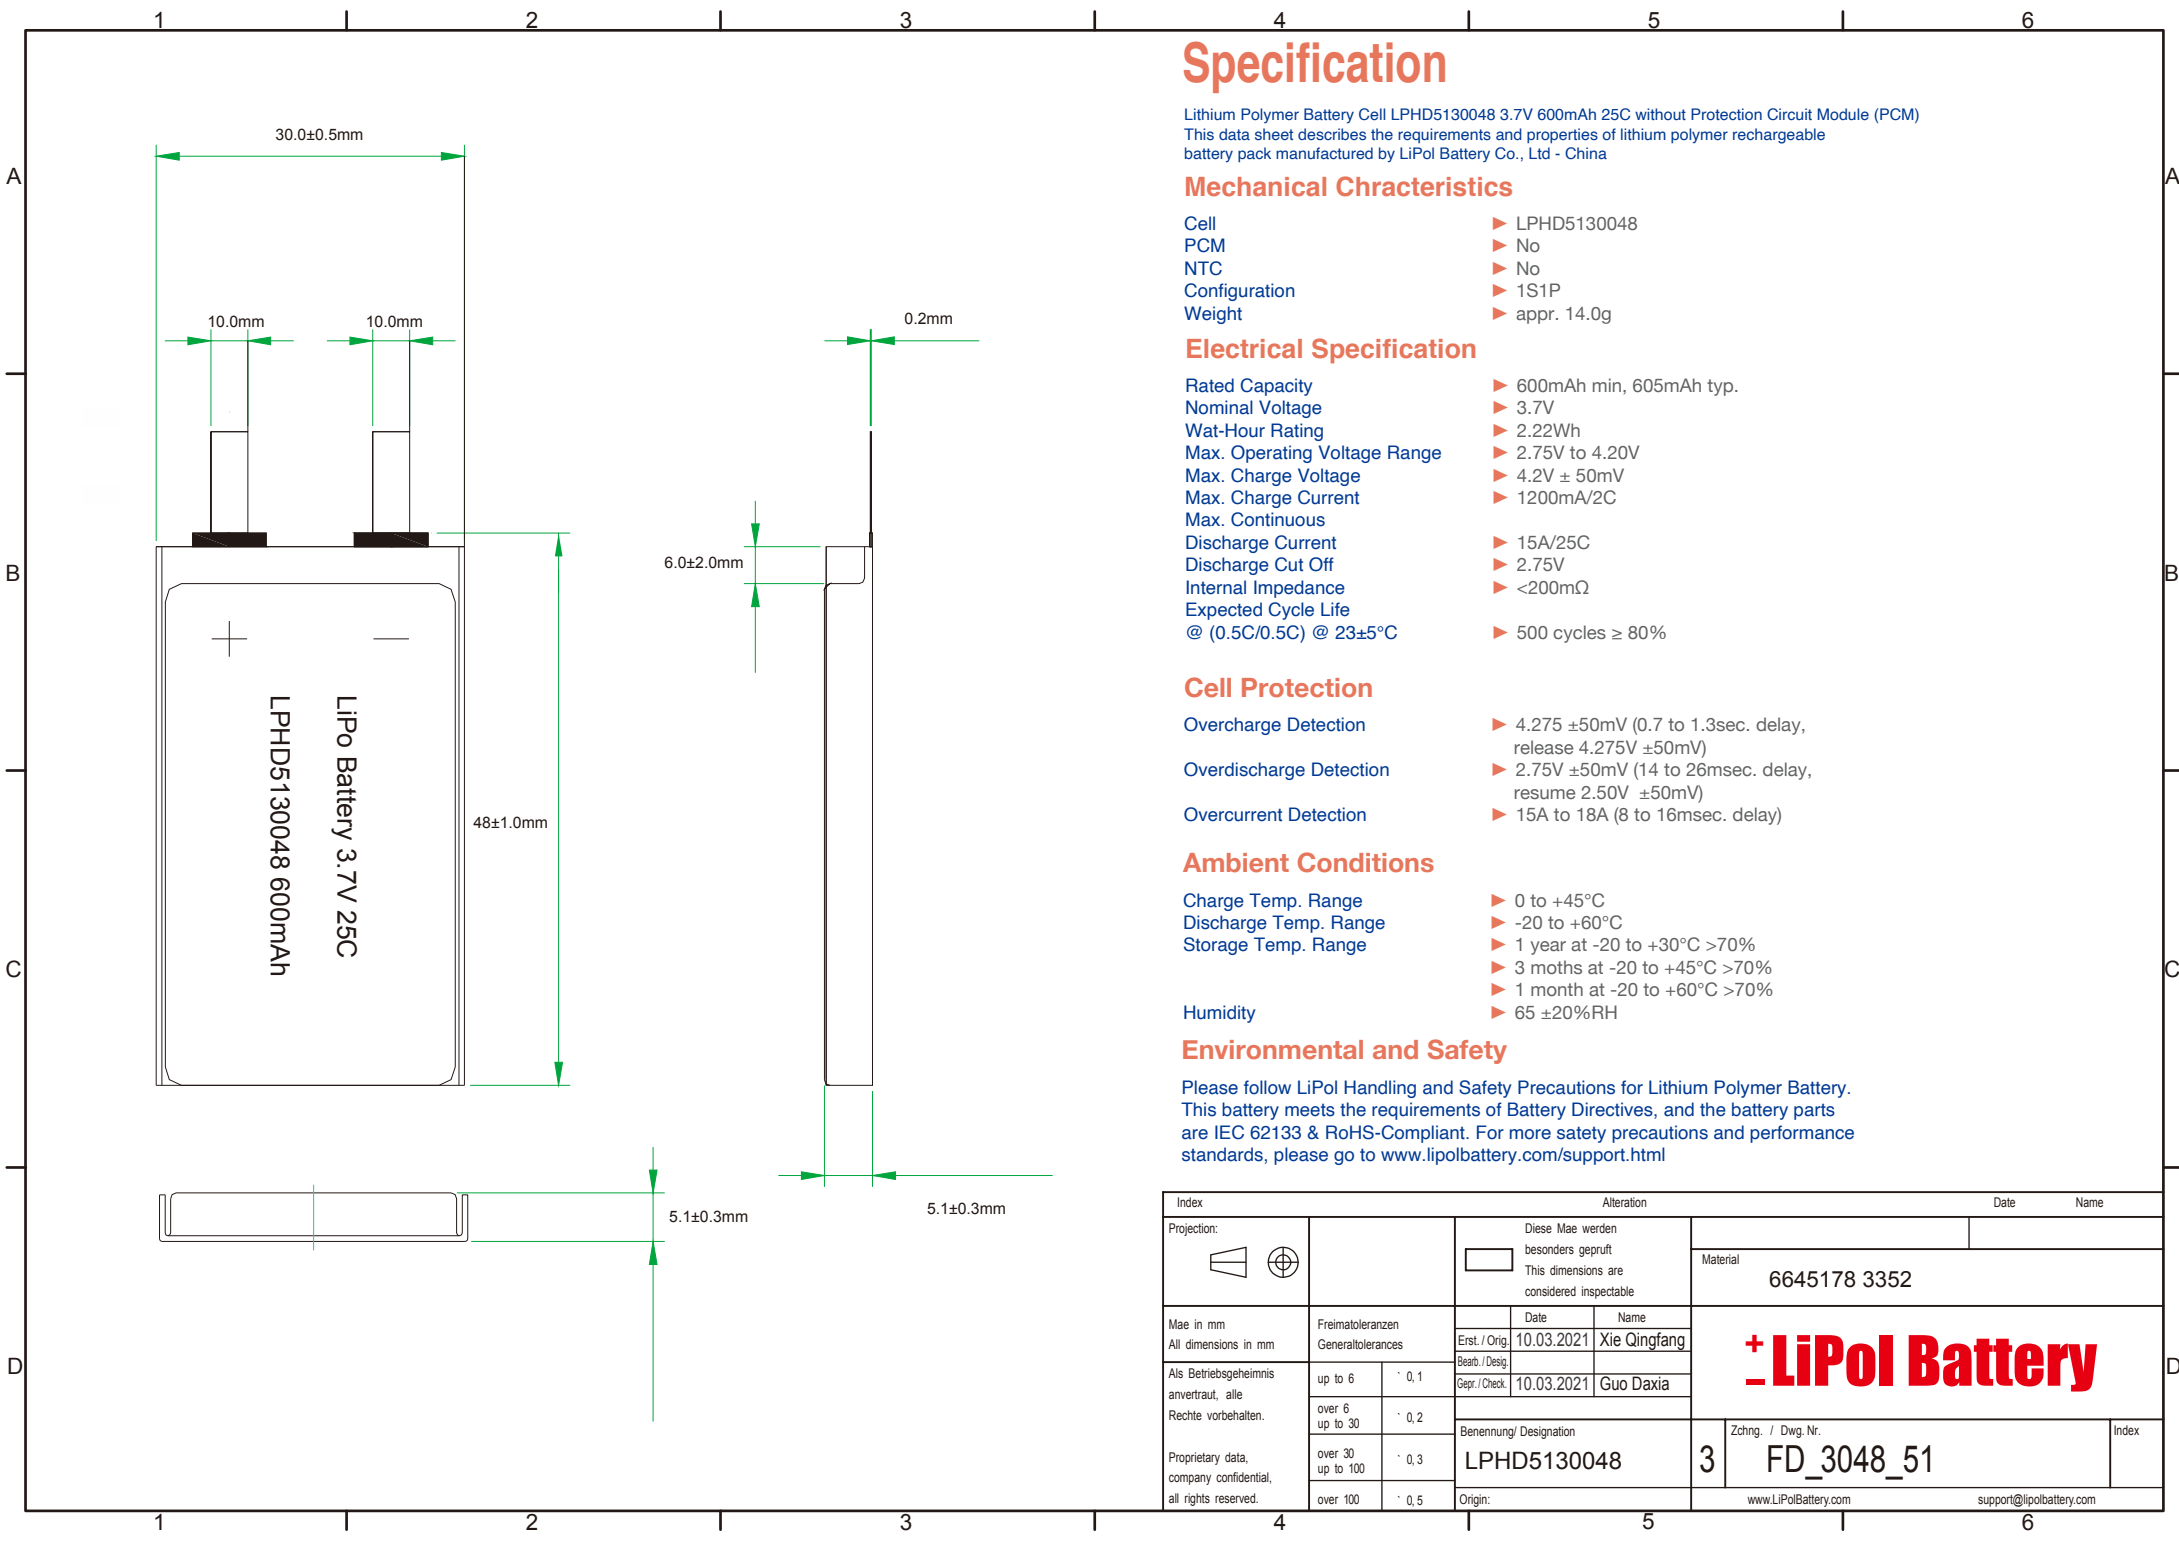 1 2 3 4 5 6
A A
B B
C C
D D
30.0±0.5mm
10.0mm 10.0mm
0.2mm
6.0±2.0mm
48±1.0mm
LiPo Battery 3.7V 25C
LPHD5130048 600mAh
5.1±0.3mm
5.1±0.3mm
Specification
Lithium Polymer Battery Cell LPHD5130048 3.7V 600mAh 25C without Protection Circuit Module (PCM)
This data sheet describes the requirements and properties of lithium polymer rechargeable
battery pack manufactured by LiPol Battery Co., Ltd - China
Mechanical Chracteristics
Cell ► LPHD5130048
PCM ► No
NTC ► No
Configuration ► 1S1P
Weight ► appr. 14.0g
Electrical Specification
Rated Capacity ► 600mAh min, 605mAh typ.
Nominal Voltage ► 3.7V
Wat-Hour Rating ► 2.22Wh
Max. Operating Voltage Range ► 2.75V to 4.20V
Max. Charge Voltage ► 4.2V ± 50mV
Max. Charge Current ► 1200mA/2C
Max. Continuous
Discharge Current ► 15A/25C
Discharge Cut Off ► 2.75V
Internal Impedance ► <200mΩ
Expected Cycle Life
@ (0.5C/0.5C) @ 23±5°C ► 500 cycles ≥ 80%
Cell Protection
Overcharge Detection ► 4.275 ±50mV (0.7 to 1.3sec. delay,
release 4.275V ±50mV)
Overdischarge Detection ► 2.75V ±50mV (14 to 26msec. delay,
resume 2.50V ±50mV)
Overcurrent Detection ► 15A to 18A (8 to 16msec. delay)
Ambient Conditions
Charge Temp. Range ► 0 to +45°C
Discharge Temp. Range ► -20 to +60°C
Storage Temp. Range ► 1 year at -20 to +30°C >70%
► 3 moths at -20 to +45°C >70%
► 1 month at -20 to +60°C >70%
Humidity ► 65 ±20%RH
Environmental and Safety
Please follow LiPol Handling and Safety Precautions for Lithium Polymer Battery.
This battery meets the requirements of Battery Directives, and the battery parts
are IEC 62133 & RoHS-Compliant. For more satety precautions and performance
standards, please go to www.lipolbattery.com/support.html
Index Alteration Date Name
Projection:
Diese Mae werden
besonders gepruft
This dimensions are
considered inspectable
Material
6645178 3352
Mae in mm
All dimensions in mm
Freimatoleranzen
Generaltolerances
Date Name
Erst. / Orig. 10.03.2021 Xie Qingfang
Bearb. / Desig.
Gepr. / Check. 10.03.2021 Guo Daxia
+ - LiPol Battery
Als Betriebsgeheimnis
anvertraut, alle
Rechte vorbehalten.
Proprietary data,
company confidential,
all rights reserved.
up to 6 ` 0, 1
over 6
up to 30 ` 0, 2
over 30
up to 100 ` 0, 3
over 100 ` 0, 5
Benennung/ Designation
LPHD5130048
Origin:
3
Zchng. / Dwg. Nr.
FD_3048_51
Index
www.LiPolBattery.com support@lipolbattery.com
1 2 3 4 5 6